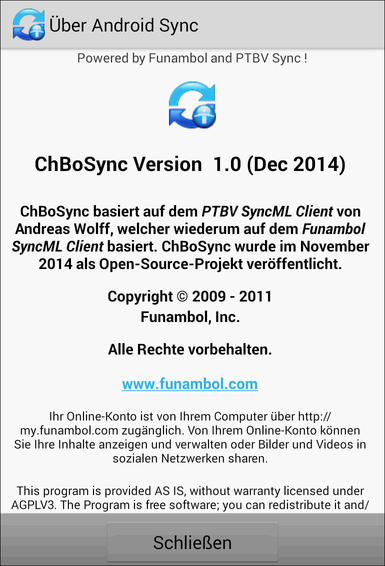 Über Android Sync
Powered by Funambol and PTBV Sync !
ChBoSync Version 1.0 (Dec 2014)
ChBoSync basiert auf dem PTBV SyncML Client von
Andreas Wolff, welcher wiederum auf dem Funambol
SyncML Client basiert. ChBoSync wurde im November
2014 als Open-Source-Projekt veröffentlicht.
Copyright © 2009 - 2011
Funambol, Inc.
Alle Rechte vorbehalten.
www.funambol.com
Ihr Online-Konto ist von Ihrem Computer über http://
my.funambol.com zugänglich. Von Ihrem Online-Konto können
Sie Ihre Inhalte anzeigen und verwalten oder Bilder und Videos in
sozialen Netzwerken sharen.
This program is provided AS IS, without warranty licensed under
AGPLV3. The Program is free software; you can redistribute it and/
Schließen